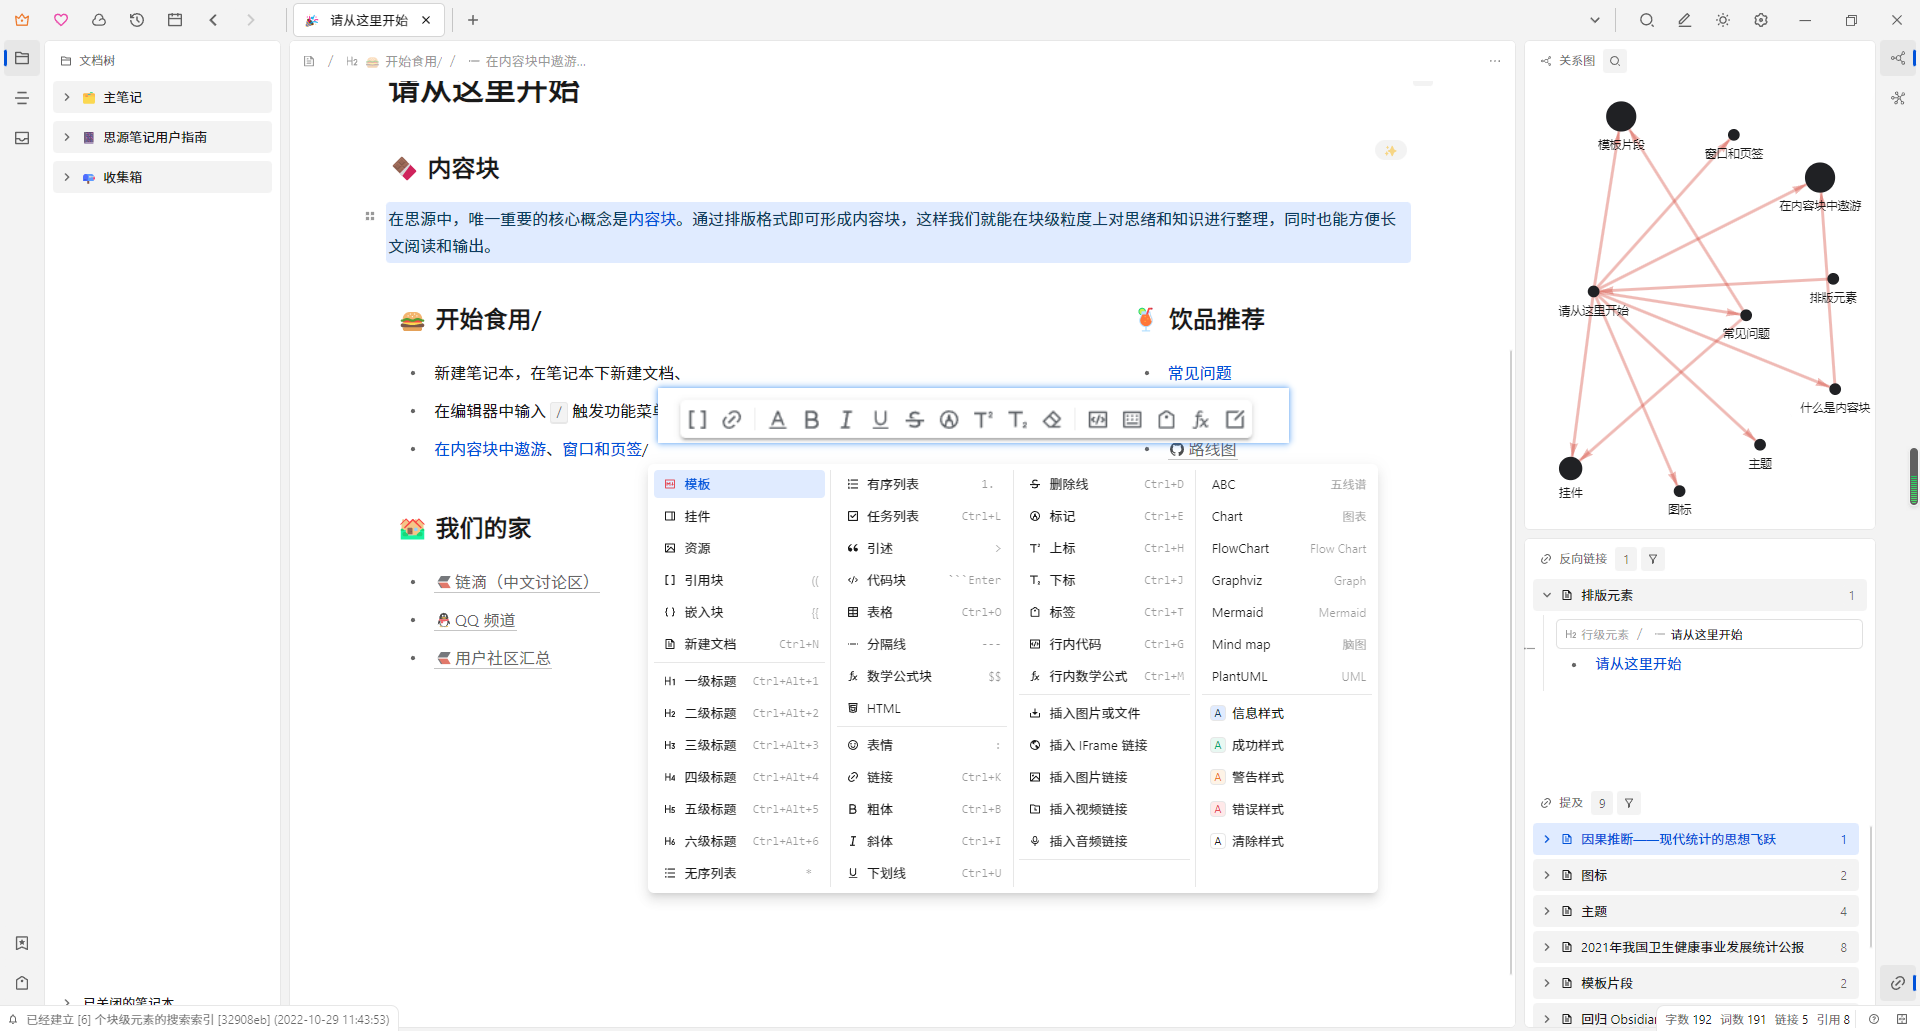 请从这里开始
文档树
主笔记
思源笔记用户指南
收集箱
已关闭的笔记本
/ H2 开始食用/ / 在内容块中遨游...
请从这里开始
内容块
在思源中，唯一重要的核心概念是内容块。通过排版格式即可形成内容块，这样我们就能在块级粒度上对思绪和知识进行整理，同时也能方便长
文阅读和输出。
开始食用/
新建笔记本，在笔记本下新建文档、
在编辑器中输入 / 触发功能菜单
在内容块中遨游、窗口和页签/
饮品推荐
常见问题
路线图
我们的家
链滴（中文讨论区）
QQ 频道
用户社区汇总
A B I U S A T² T₂ fx
模板
挂件
资源
引用块 ((
嵌入块 {{
新建文档 Ctrl+N
H1 一级标题 Ctrl+Alt+1
H2 二级标题 Ctrl+Alt+2
H3 三级标题 Ctrl+Alt+3
H4 四级标题 Ctrl+Alt+4
H5 五级标题 Ctrl+Alt+5
H6 六级标题 Ctrl+Alt+6
无序列表 *
有序列表 1.
任务列表 Ctrl+L
引述 >
代码块 ```Enter
表格 Ctrl+O
分隔线 ---
数学公式块 $$
HTML
表情 :
链接 Ctrl+K
B 粗体 Ctrl+B
I 斜体 Ctrl+I
U 下划线 Ctrl+U
删除线 Ctrl+D
标记 Ctrl+E
上标 Ctrl+H
下标 Ctrl+J
标签 Ctrl+T
行内代码 Ctrl+G
行内数学公式 Ctrl+M
插入图片或文件
插入 IFrame 链接
插入图片链接
插入视频链接
插入音频链接
ABC 五线谱
Chart 图表
FlowChart Flow Chart
Graphviz Graph
Mermaid Mermaid
Mind map 脑图
PlantUML UML
A 信息样式
A 成功样式
A 警告样式
A 错误样式
A 清除样式
关系图
模板片段
窗口和页签
在内容块中遨游
排版元素
请从这里开始
常见问题
什么是内容块
主题
挂件
图标
反向链接 1
排版元素 1
H2 行级元素 / 请从这里开始
请从这里开始
提及 9
因果推断——现代统计的思想飞跃 1
图标 2
主题 4
2021年我国卫生健康事业发展统计公报 8
模板片段 2
回归 Obsidian
已经建立 [6] 个块级元素的搜索索引 [32908eb] (2022-10-29 11:43:53)
字数 192 词数 191 链接 5 引用 8